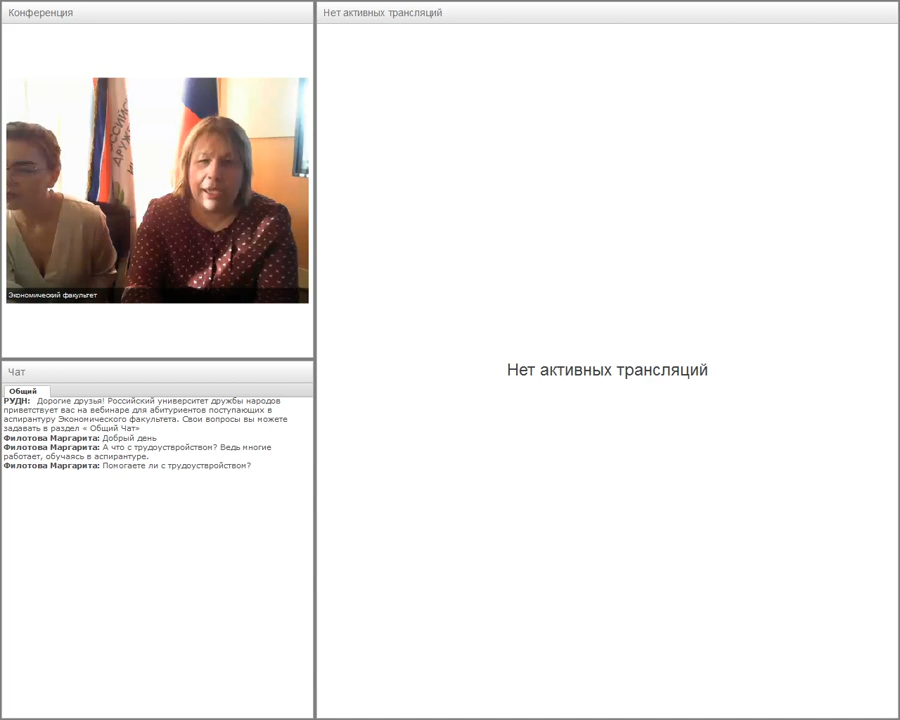 Конференция
Нет активных трансляций
Экономический факультет
Нет активных трансляций
Чат
Общий
РУДН: Дорогие друзья! Российский университет дружбы народов
приветствует вас на вебинаре для абитуриентов поступающих в
аспирантуру Экономического факультета. Свои вопросы вы можете
задавать в раздел « Общий Чат»
Филотова Маргарита: Добрый день
Филотова Маргарита: А что с трудоуствройством? Ведь многие
работает, обучаясь в аспирантуре.
Филотова Маргарита: Помогаете ли с трудоуствройством?